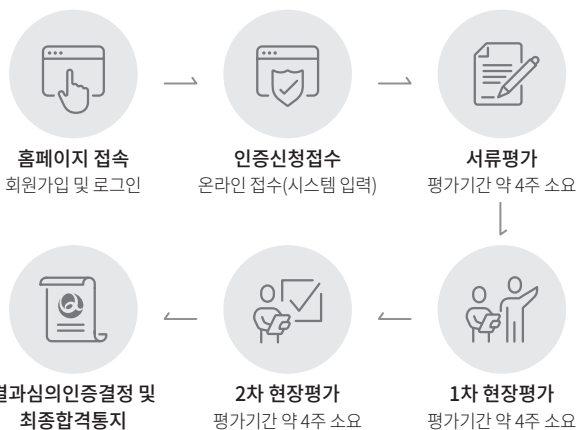 홈페이지 접속
회원가입 및 로그인
인증신청접수
온라인 접수(시스템 입력)
서류평가
평가기간 약 4주 소요
1차 현장평가
평가기간 약 4주 소요
2차 현장평가
평가기간 약 4주 소요
결과심의인증결정 및
최종합격통지